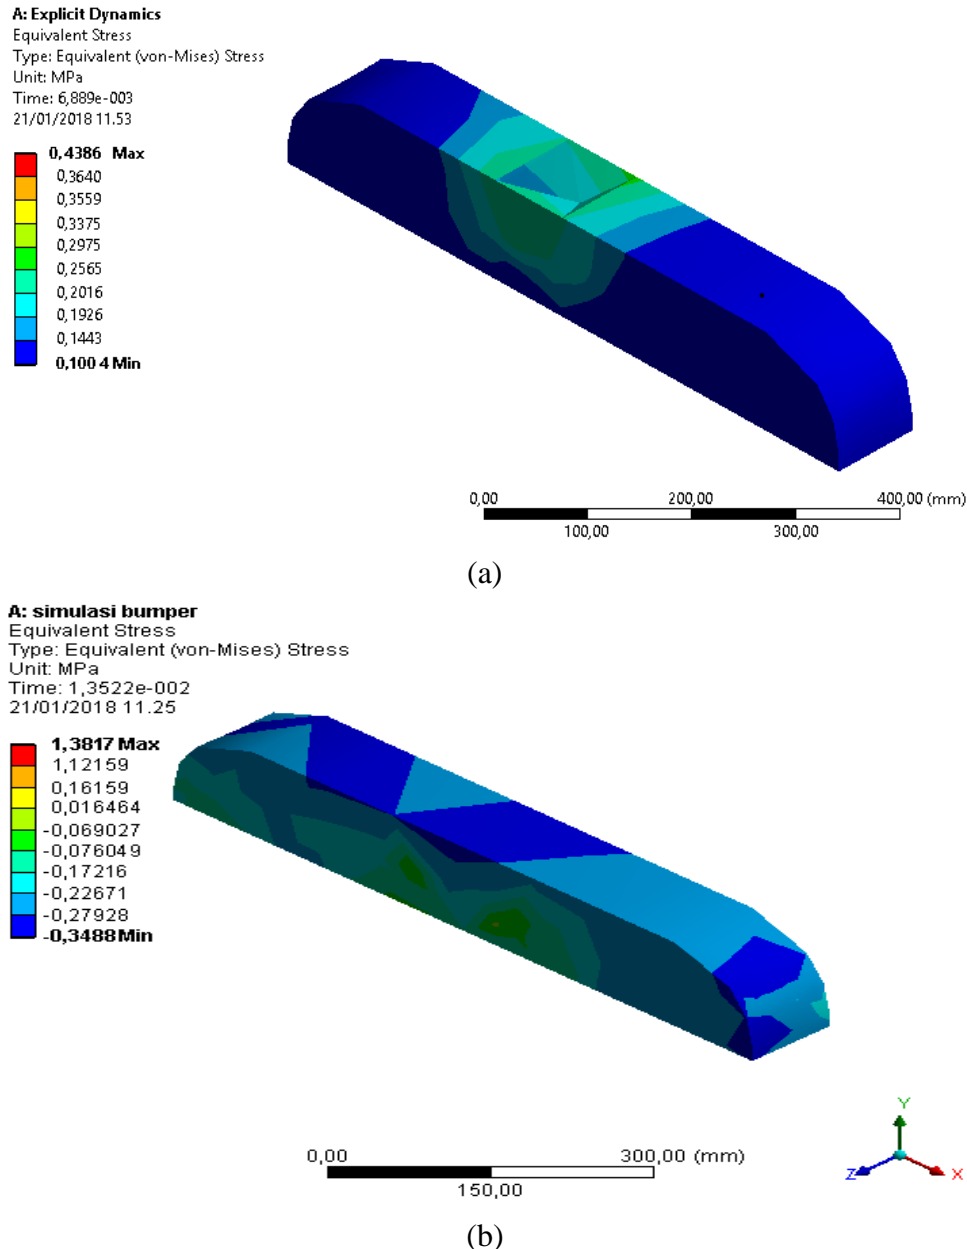 A: Explicit Dynamics
Equivalent Stress
Type: Equivalent (von-Mises) Stress
Unit: MPa
Time: 6,889e-003
21/01/2018 11.53
0,4386 Max
0,3640
0,3559
0,3375
0,2975
0,2565
0,2016
0,1926
0,1443
0,100 4 Min
0,00 200,00 400,00 (mm)
100,00 300,00
(a)
A: simulasi bumper
Equivalent Stress
Type: Equivalent (von-Mises) Stress
Unit: MPa
Time: 1,3522e-002
21/01/2018 11.25
1,3817 Max
1,12159
0,16159
0,016464
-0,069027
-0,076049
-0,17216
-0,22671
-0,27928
-0,3488 Min
Y
Z X
0,00 300,00 (mm)
150,00
(b)